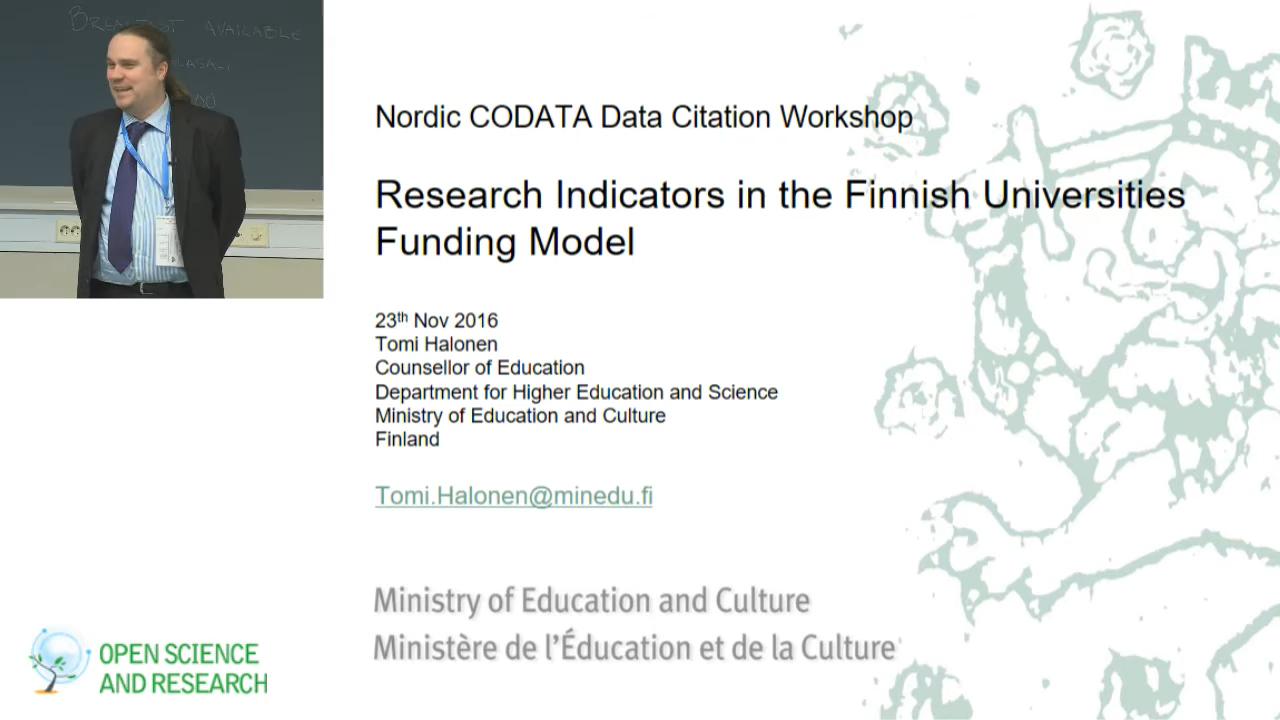 BREAKFAST AVAILABLE
Nordic CODATA Data Citation Workshop
Research Indicators in the Finnish Universities
Funding Model
23th Nov 2016
Tomi Halonen
Counsellor of Education
Department for Higher Education and Science
Ministry of Education and Culture
Finland
Tomi.Halonen@minedu.fi
Ministry of Education and Culture
Ministère de l'Éducation et de la Culture
OPEN SCIENCE
AND RESEARCH